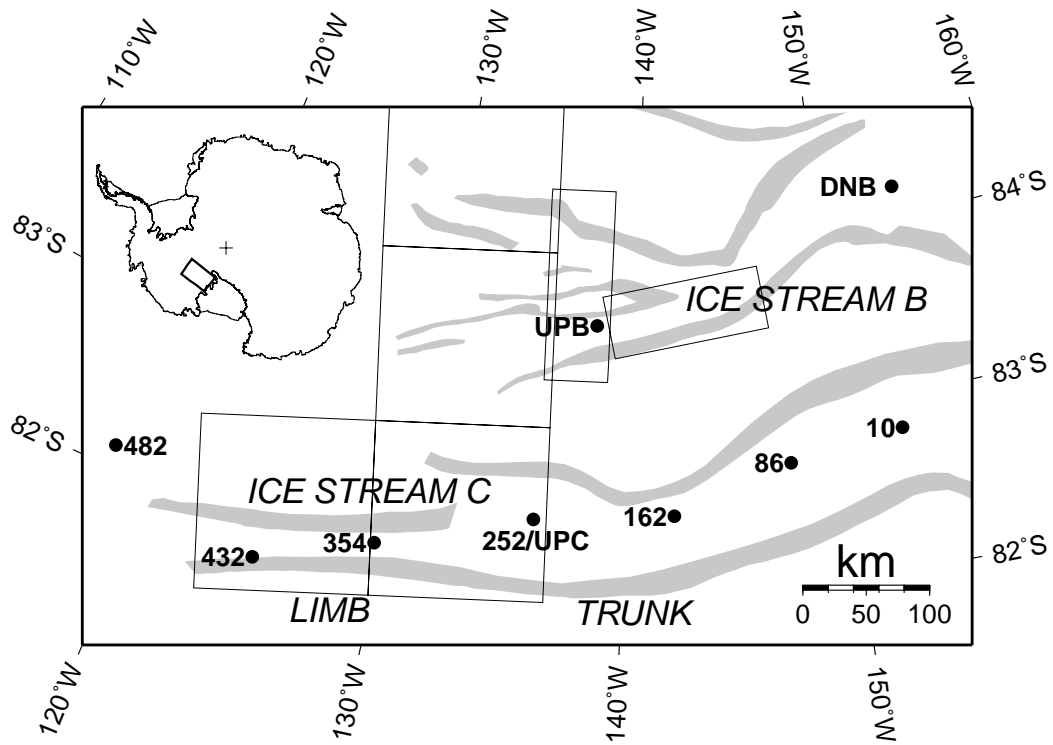 110°W
120°W
130°W
140°W
150°W
160°W
DNB
84°S
83°S
ICE STREAM B
UPB
83°S
82°S
482
10
86
ICE STREAM C
162
354
252/UPC
432
82°S
km
LIMB
TRUNK
0 50 100
120°W
130°W
140°W
150°W